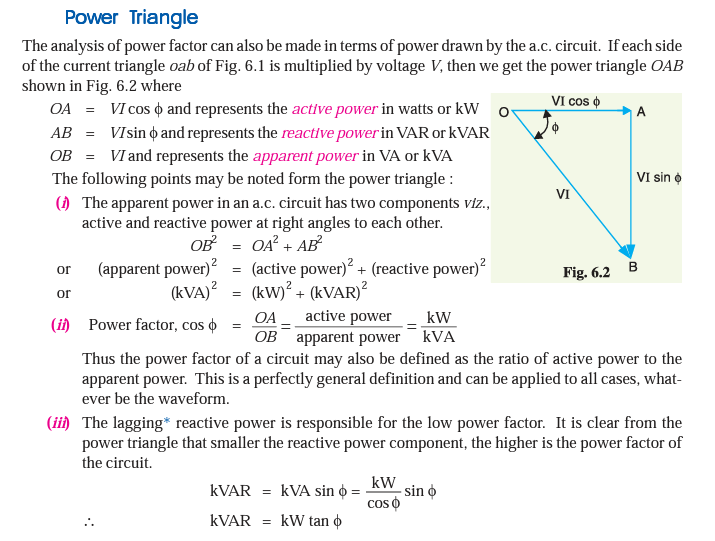 Power Triangle
The analysis of power factor can also be made in terms of power drawn by the a.c. circuit. If each side
of the current triangle oab of Fig. 6.1 is multiplied by voltage V, then we get the power triangle OAB
shown in Fig. 6.2 where
OA = VI cos ϕ and represents the active power in watts or kW
AB = VI sin ϕ and represents the reactive power in VAR or kVAR
OB = VI and represents the apparent power in VA or kVA
The following points may be noted form the power triangle :
(i) The apparent power in an a.c. circuit has two components viz.,
active and reactive power at right angles to each other.
OB² = OA² + AB²
or (apparent power)² = (active power)² + (reactive power)²
or (kVA)² = (kW)² + (kVAR)²
O
VI cos ϕ
A
ϕ
VI sin ϕ
VI
B
Fig. 6.2
(ii) Power factor, cos ϕ = OA/OB = active power/apparent power = kW/kVA
Thus the power factor of a circuit may also be defined as the ratio of active power to the
apparent power. This is a perfectly general definition and can be applied to all cases, what-
ever be the waveform.
(iii) The lagging* reactive power is responsible for the low power factor. It is clear from the
power triangle that smaller the reactive power component, the higher is the power factor of
the circuit.
kVAR = kVA sin ϕ = kW/cos ϕ sin ϕ
∴ kVAR = kW tan ϕ